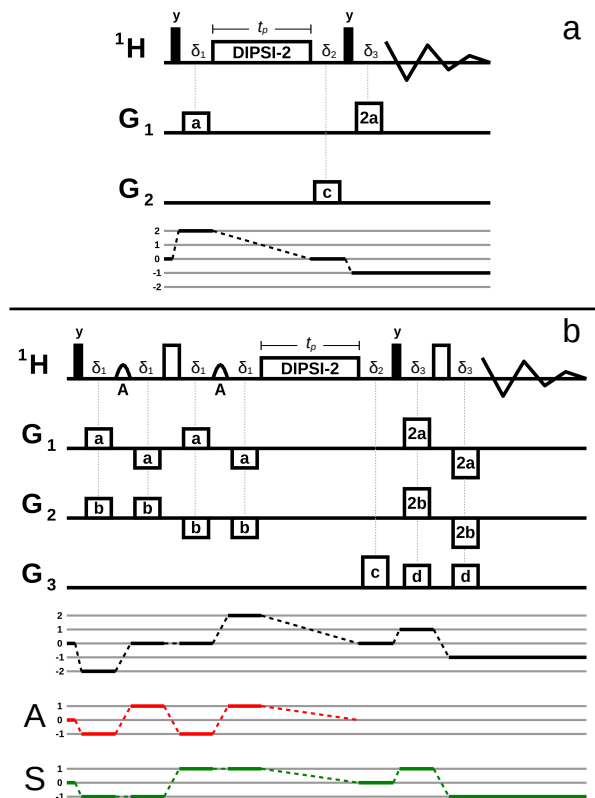 a
y t_p y
¹H δ₁ DIPSI-2 δ₂ δ₃
G₁ a 2a
G₂ c
2
1
0
-1
-2
b
y t_p y
¹H δ₁ δ₁ δ₁ δ₁ DIPSI-2 δ₂ δ₃ δ₃
A A
G₁ a a a a 2a 2a
G₂ b b b b 2b 2b
G₃ c d d
2
1
0
-1
-2
A
1
0
-1
S
1
0
-1